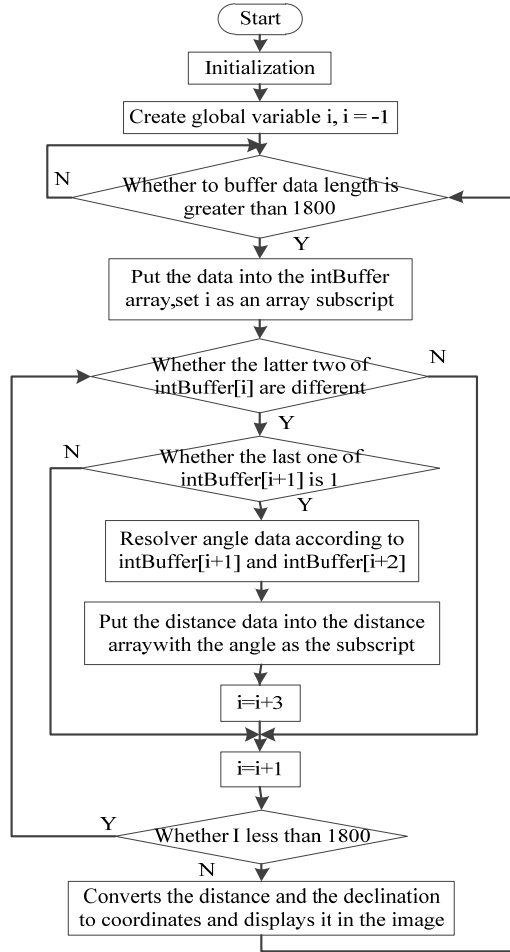 Start
Initialization
Create global variable i, i = -1
N
Whether to buffer data length is
greater than 1800
Y
Put the data into the intBuffer
array,set i as an array subscript
N
Whether the latter two of
intBuffer[i] are different
Y
N
Whether the last one of
intBuffer[i+1] is 1
Y
Resolver angle data according to
intBuffer[i+1] and intBuffer[i+2]
Put the distance data into the distance
arraywith the angle as the subscript
i=i+3
i=i+1
Y
Whether I less than 1800
N
Converts the distance and the declination
to coordinates and displays it in the image